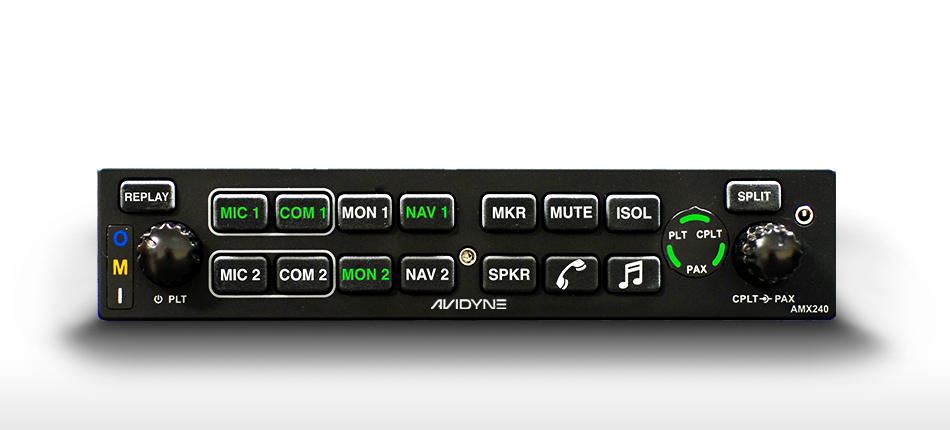 REPLAY
MIC 1 COM 1 MON 1 NAV 1 MKR MUTE ISOL
SPLIT
O
M
I
PLT CPLT
PAX
MIC 2 COM 2 MON 2 NAV 2 SPKR
PLT
AVIDYNE
CPLT PAX
AMX240